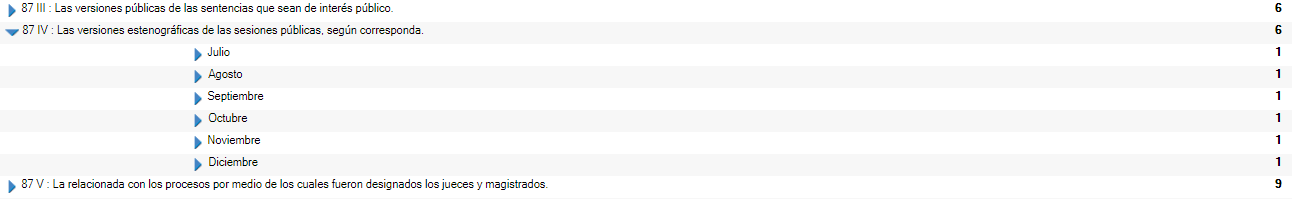 87 III : Las versiones públicas de las sentencias que sean de interés público. 6
87 IV : Las versiones estenográficas de las sesiones públicas, según corresponda. 6
Julio 1
Agosto 1
Septiembre 1
Octubre 1
Noviembre 1
Diciembre 1
87 V : La relacionada con los procesos por medio de los cuales fueron designados los jueces y magistrados. 9